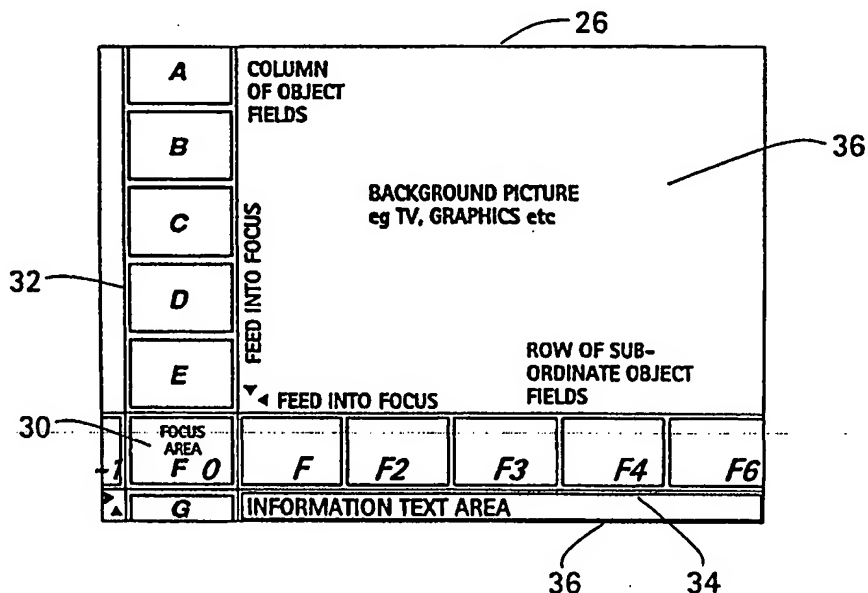 26
A
COLUMN
OF OBJECT
FIELDS
B
36
BACKGROUND PICTURE
eg TV, GRAPHICS etc
C
FEED INTO FOCUS
32
D
E
ROW OF SUB-
ORDINATE OBJECT
FIELDS
FEED INTO FOCUS
30
FOCUS
AREA
-1 F 0 F F2 F3 F4 F6
G INFORMATION TEXT AREA
36 34